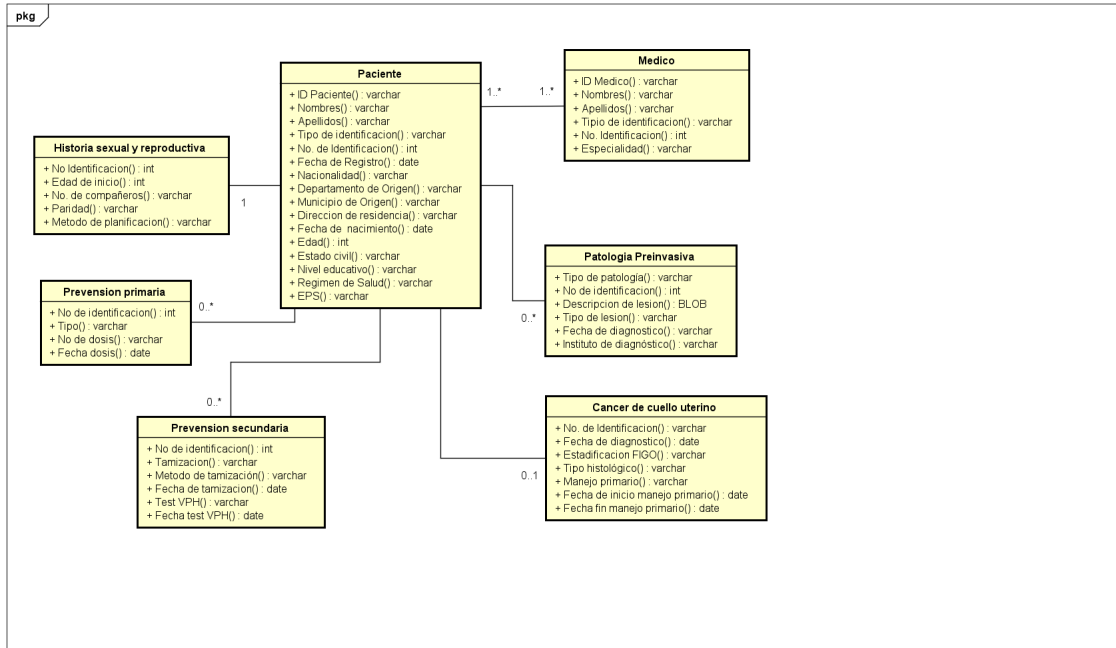 pkg
Paciente
+ ID Paciente() : varchar
+ Nombres() : varchar
+ Apellidos() : varchar
+ Tipo de identificacion() : varchar
+ No. de Identificacion() : int
+ Fecha de Registro() : date
+ Nacionalidad() : varchar
+ Departamento de Origen() : varchar
+ Municipio de Origen() : varchar
+ Direccion de residencia() : varchar
+ Fecha de nacimiento() : date
+ Edad() : int
+ Estado civil() : varchar
+ Nivel educativo() : varchar
+ Regimen de Salud() : varchar
+ EPS() : varchar
1..*
1..*
Medico
+ ID Medico() : varchar
+ Nombres() : varchar
+ Apellidos() : varchar
+ Tipio de identificacion() : varchar
+ No. Identificacion() : int
+ Especialidad() : varchar
Historia sexual y reproductiva
+ No Identificacion() : int
+ Edad de inicio() : int
+ No. de compañeros() : varchar
+ Paridad() : varchar
+ Metodo de planificacion() : varchar
1
Patologia Preinvasiva
+ Tipo de patología() : varchar
+ No de identificacion() : int
+ Descripcion de lesion() : BLOB
+ Tipo de lesion() : varchar
+ Fecha de diagnostico() : varchar
+ Instituto de diagnóstico() : varchar
0..*
Prevension primaria
+ No de identificacion() : int
+ Tipo() : varchar
+ No de dosis() : varchar
+ Fecha dosis() : date
0..*
0..*
Prevension secundaria
+ No de identificacion() : int
+ Tamizacion() : varchar
+ Metodo de tamización() : varchar
+ Fecha de tamizacion() : date
+ Test VPH() : varchar
+ Fecha test VPH() : date
Cancer de cuello uterino
+ No. de Identificacion() : varchar
+ Fecha de diagnostico() : date
+ Estadificacion FIGO() : varchar
+ Tipo histológico() : varchar
+ Manejo primario() : varchar
+ Fecha de inicio manejo primario() : date
+ Fecha fin manejo primario() : date
0..1